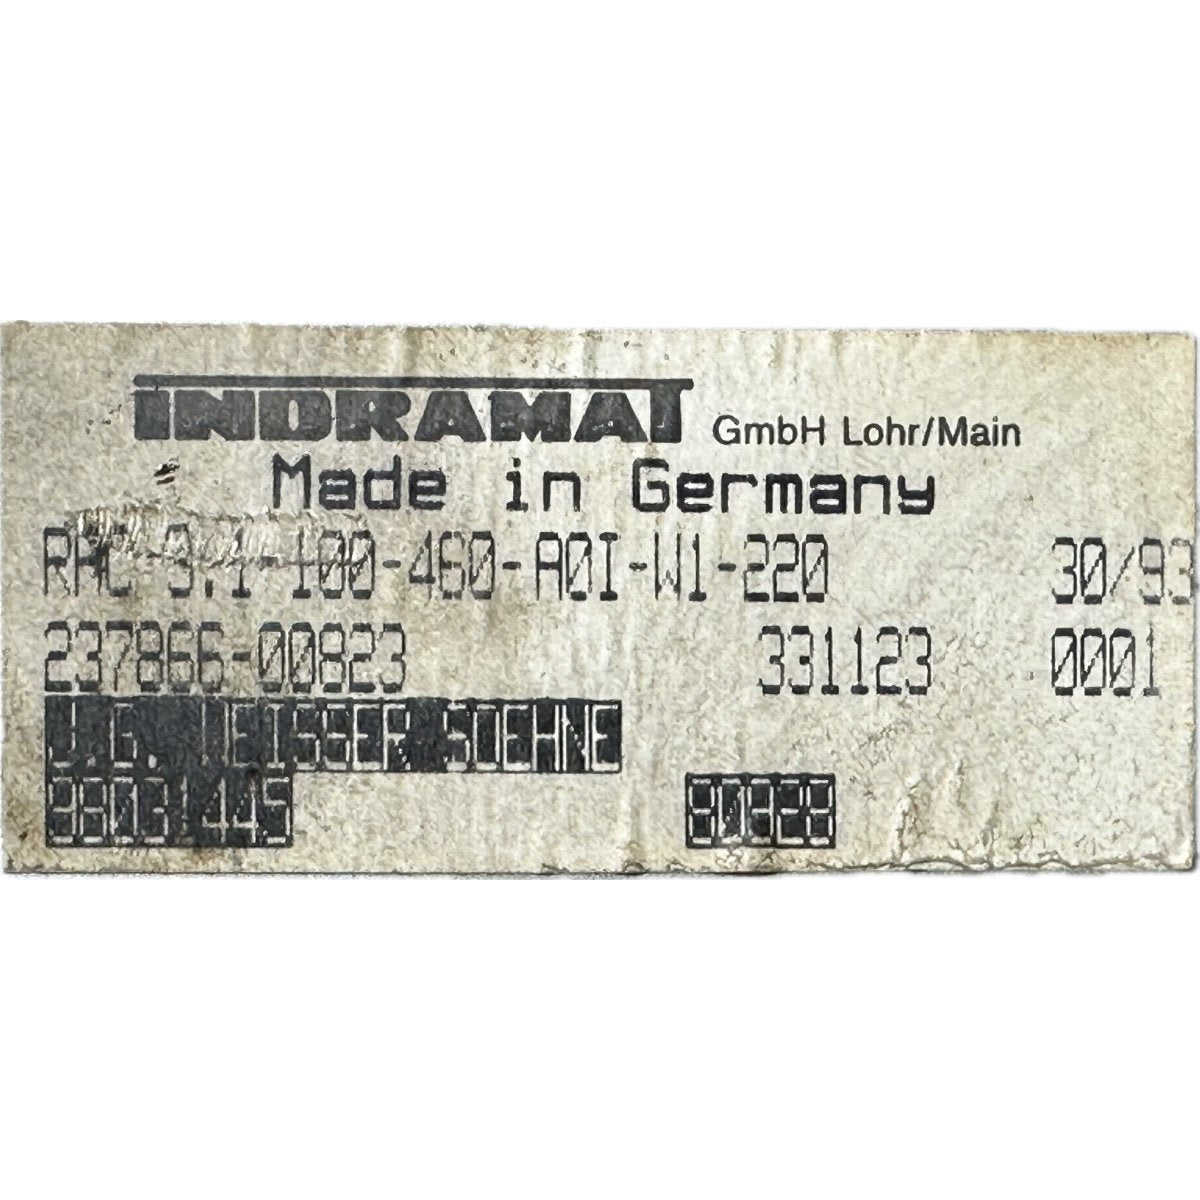 INDRAMAT GmbH Lohr/Main
Made in Germany
RAC 3.1-100-460-A0I-W1-220 30/93
237866-00823 331123 0001
SOEHNE